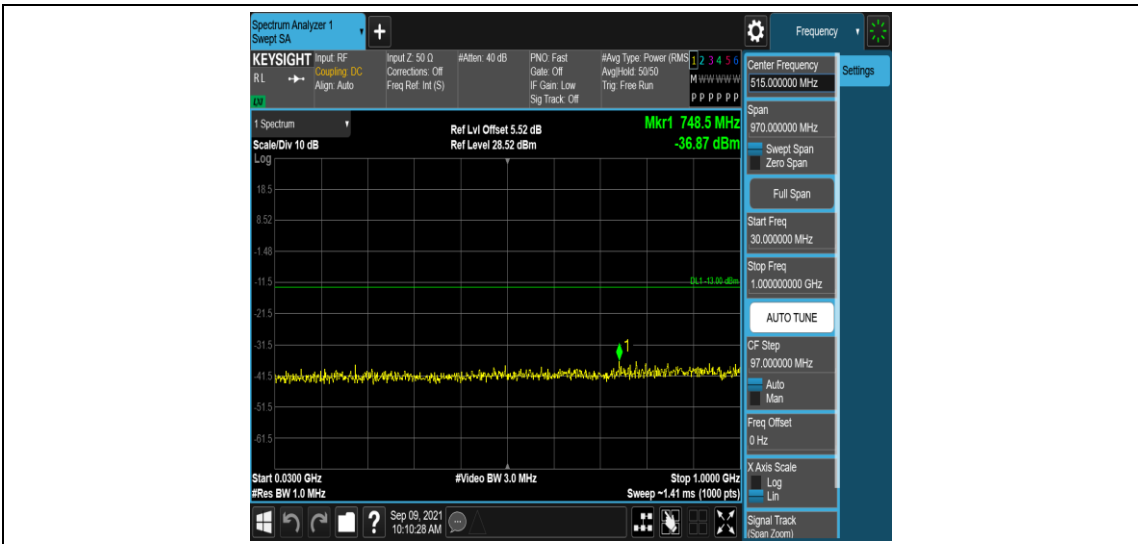 Spectrum Analyzer 1
Swept SA
Frequency
KEYSIGHT
R L
LXI
Input: RF
Coupling: DC
Align: Auto
Input Z: 50 Ω
Corrections: Off
Freq Ref: Int (S)
#Atten: 40 dB
PNO: Fast
Gate: Off
IF Gain: Low
Sig Track: Off
#Avg Type: Power (RMS
Avg|Hold: 50/50
Trig: Free Run
1 2 3 4 5 6
M W W W W W
P P P P P P
1 Spectrum
Scale/Div 10 dB
Ref Lvl Offset 5.52 dB
Ref Level 28.52 dBm
Mkr1 748.5 MHz
-36.87 dBm
Log
18.5
8.52
-1.48
-11.5
DL1 -13.00 dBm
-21.5
-31.5
1
-41.5
-51.5
-61.5
Start 0.0300 GHz
#Res BW 1.0 MHz
#Video BW 3.0 MHz
Stop 1.0000 GHz
Sweep ~1.41 ms (1000 pts)
?
Sep 09, 2021
10:10:28 AM
Center Frequency
515.000000 MHz
Settings
Span
970.000000 MHz
Swept Span
Zero Span
Full Span
Start Freq
30.000000 MHz
Stop Freq
1.000000000 GHz
AUTO TUNE
CF Step
97.000000 MHz
Auto
Man
Freq Offset
0 Hz
X Axis Scale
Log
Lin
Signal Track
(Span Zoom)